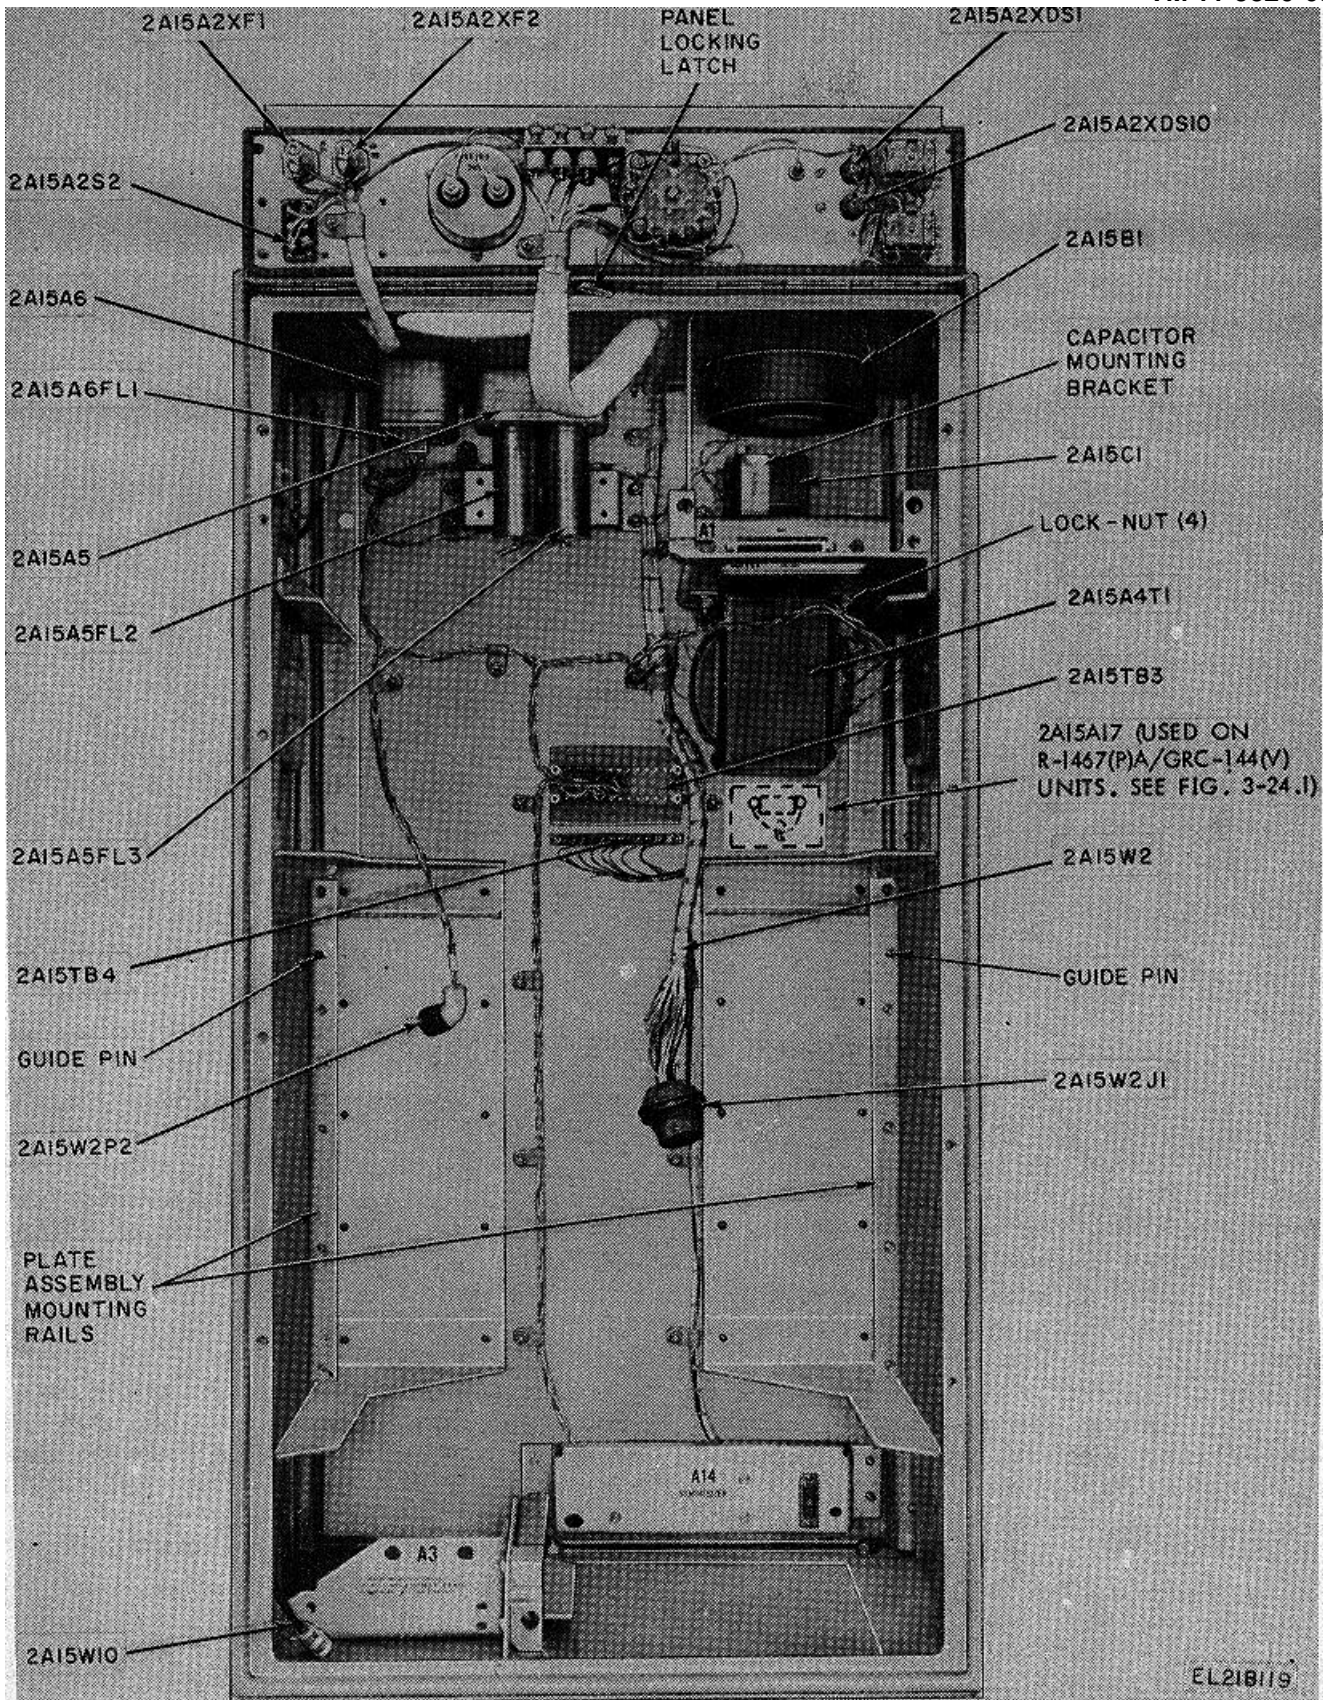 2A15A2XF1
2A15A2XF2
PANEL
LOCKING
LATCH
2A15A2XDS1
2A15A2XDS10
2A15A2S2
2A15B1
2A15A6
CAPACITOR
MOUNTING
BRACKET
2A15A6FL1
2A15C1
A1
LOCK-NUT (4)
2A15A5
2A15A4T1
2A15A5FL2
2A15TB3
2A15A17 (USED ON
R-1467(P)A/GRC-144(V)
UNITS. SEE FIG. 3-24.1)
2A15A5FL3
2A15W2
2A15TB4
GUIDE PIN
GUIDE PIN
2A15W2J1
2A15W2P2
PLATE
ASSEMBLY
MOUNTING
RAILS
A14
SYNTHESIZER
A3
2A15W10
EL218119